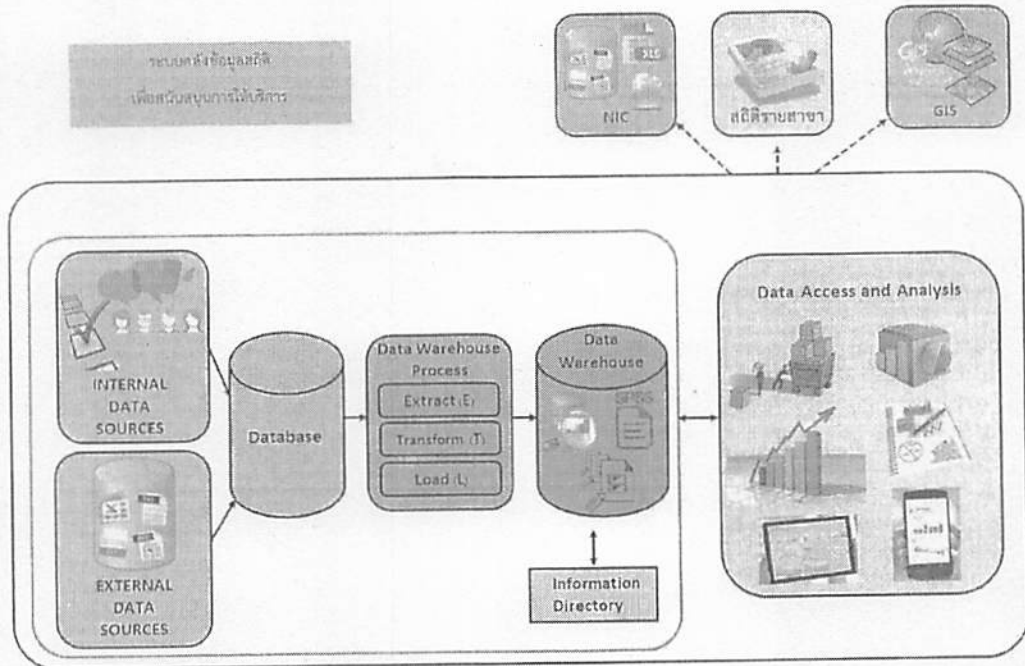 ระบบคลังข้อมูลสถิติ
เพื่อสนับสนุนการให้บริการ
XLS
NIC
สถิติรายสาขา
GIS
INTERNAL
DATA
SOURCES
EXTERNAL
DATA
SOURCES
Database
Data Warehouse
Process
Extract (E)
Transform (T)
Load (L)
Data
Warehouse
SPSS
Information
Directory
Data Access and Analysis